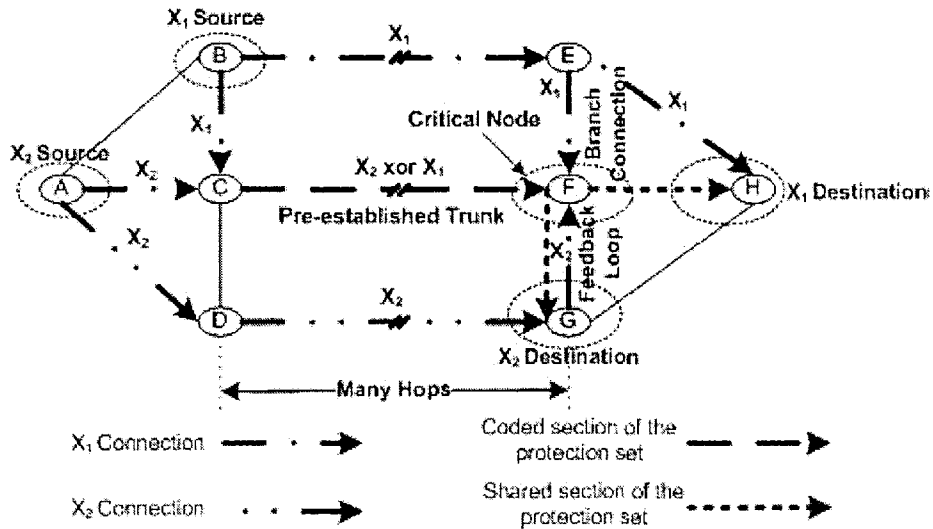 X₁ Source
B
X₁
E
X₁
X₁
X₁
Critical Node
Branch
Connection
X₂ Source
A
X₂
C
X₂ xor X₁
F
H
X₁ Destination
Pre-established Trunk
X₂
X₂
Feedback
Loop
D
X₂
G
X₂ Destination
Many Hops
X₁ Connection
Coded section of the
protection set
X₂ Connection
Shared section of the
protection set